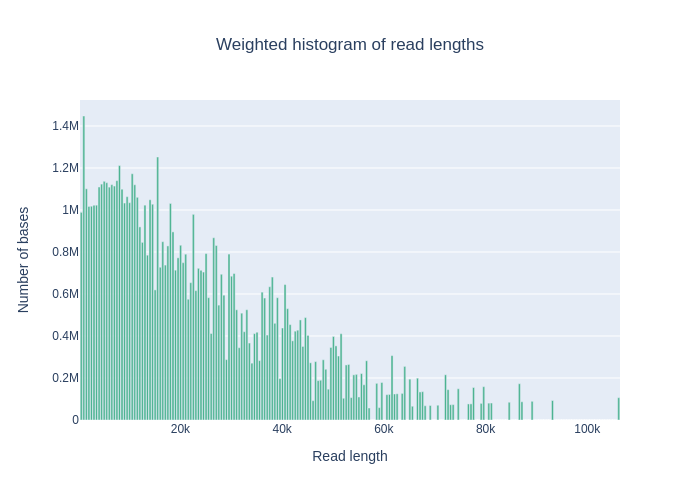 Weighted histogram of read lengths
Number of bases
1.4M
1.2M
1M
0.8M
0.6M
0.4M
0.2M
0
20k 40k 60k 80k 100k
Read length